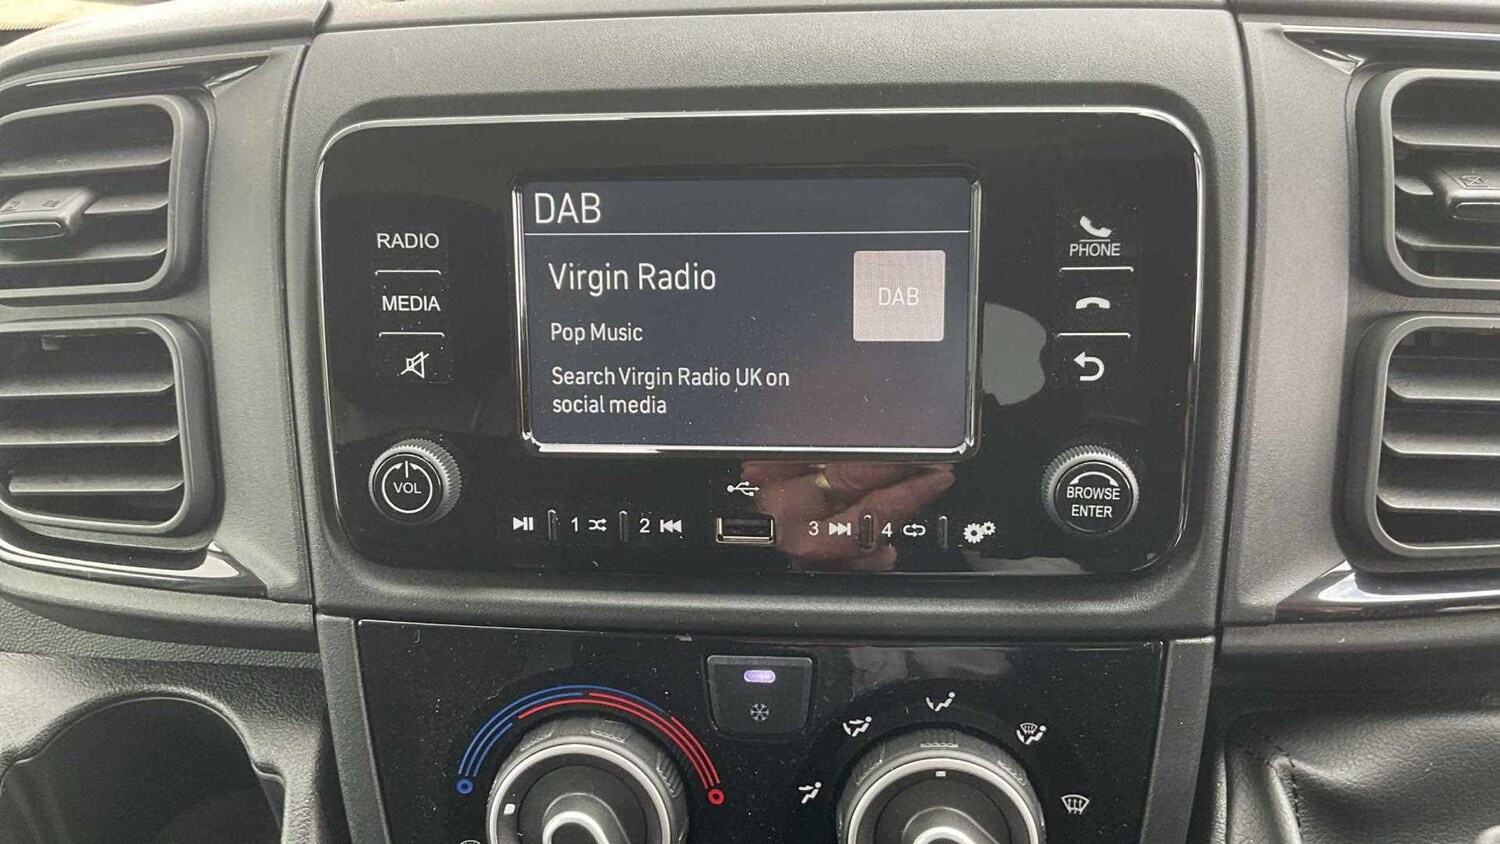 DAB
Virgin Radio
DAB
Pop Music
Search Virgin Radio UK on
social media
RADIO
MEDIA
VOL
PHONE
BROWSE
ENTER
1
2
3
4